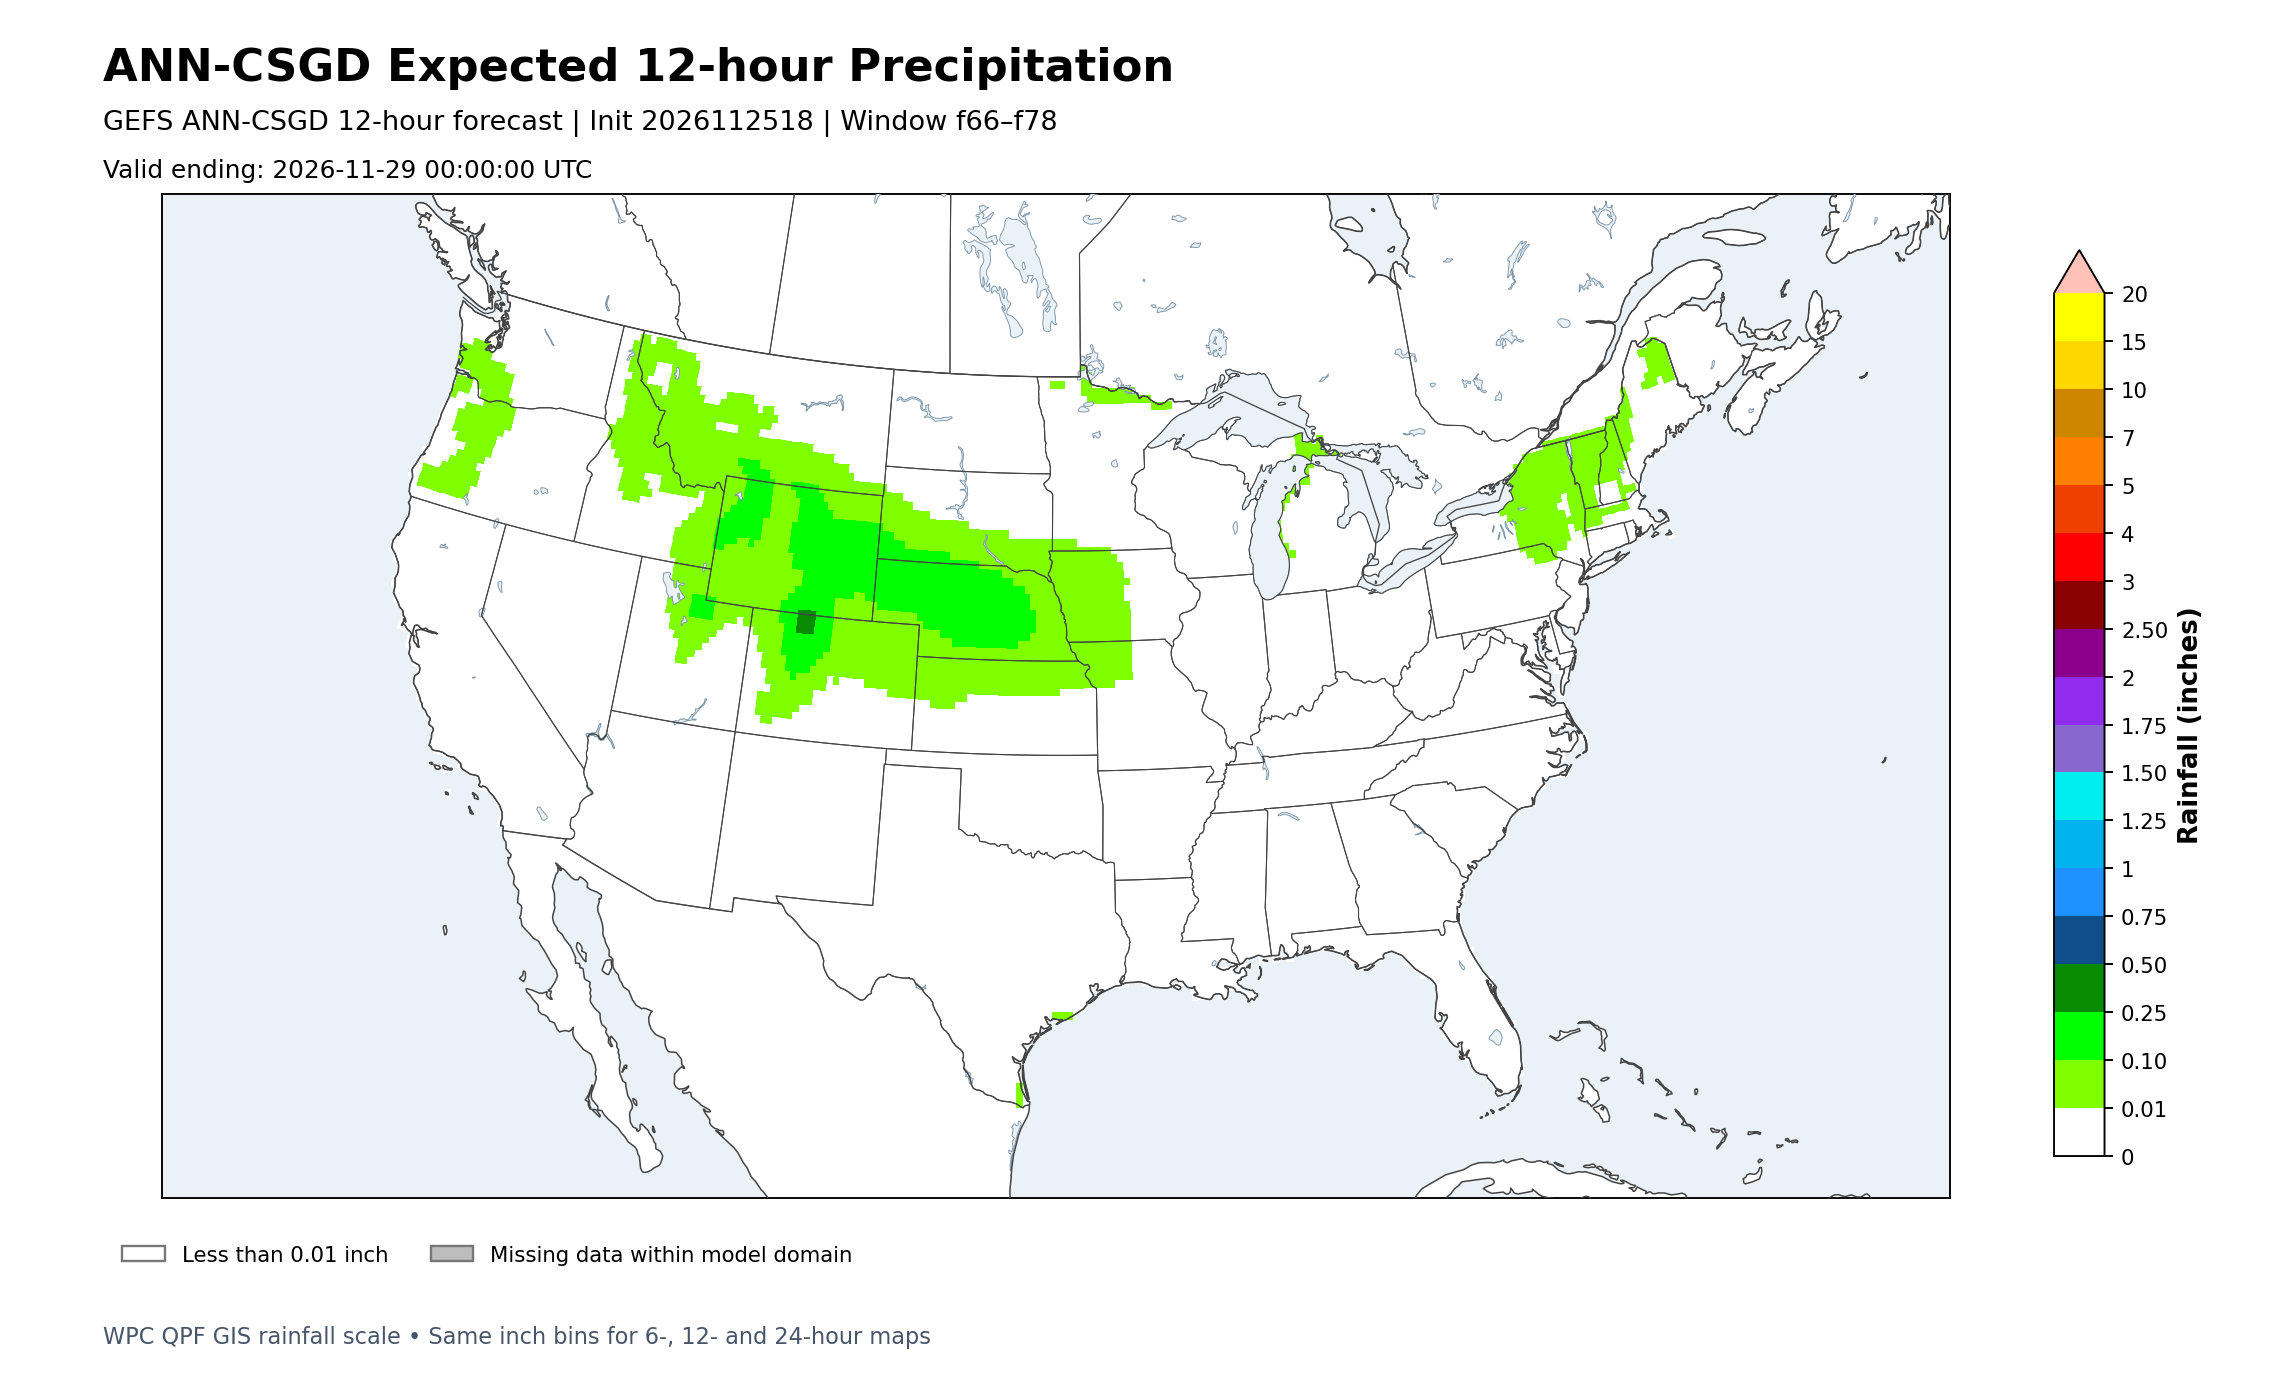 ANN-CSGD Expected 12-hour Precipitation
GEFS ANN-CSGD 12-hour forecast | Init 2026112518 | Window f66–f78
Valid ending: 2026-11-29 00:00:00 UTC
20
15
10
7
5
4
3
2.50
2
1.75
1.50
1.25
1
0.75
0.50
0.25
0.10
0.01
0
Rainfall (inches)
Less than 0.01 inch
Missing data within model domain
WPC QPF GIS rainfall scale • Same inch bins for 6-, 12- and 24-hour maps